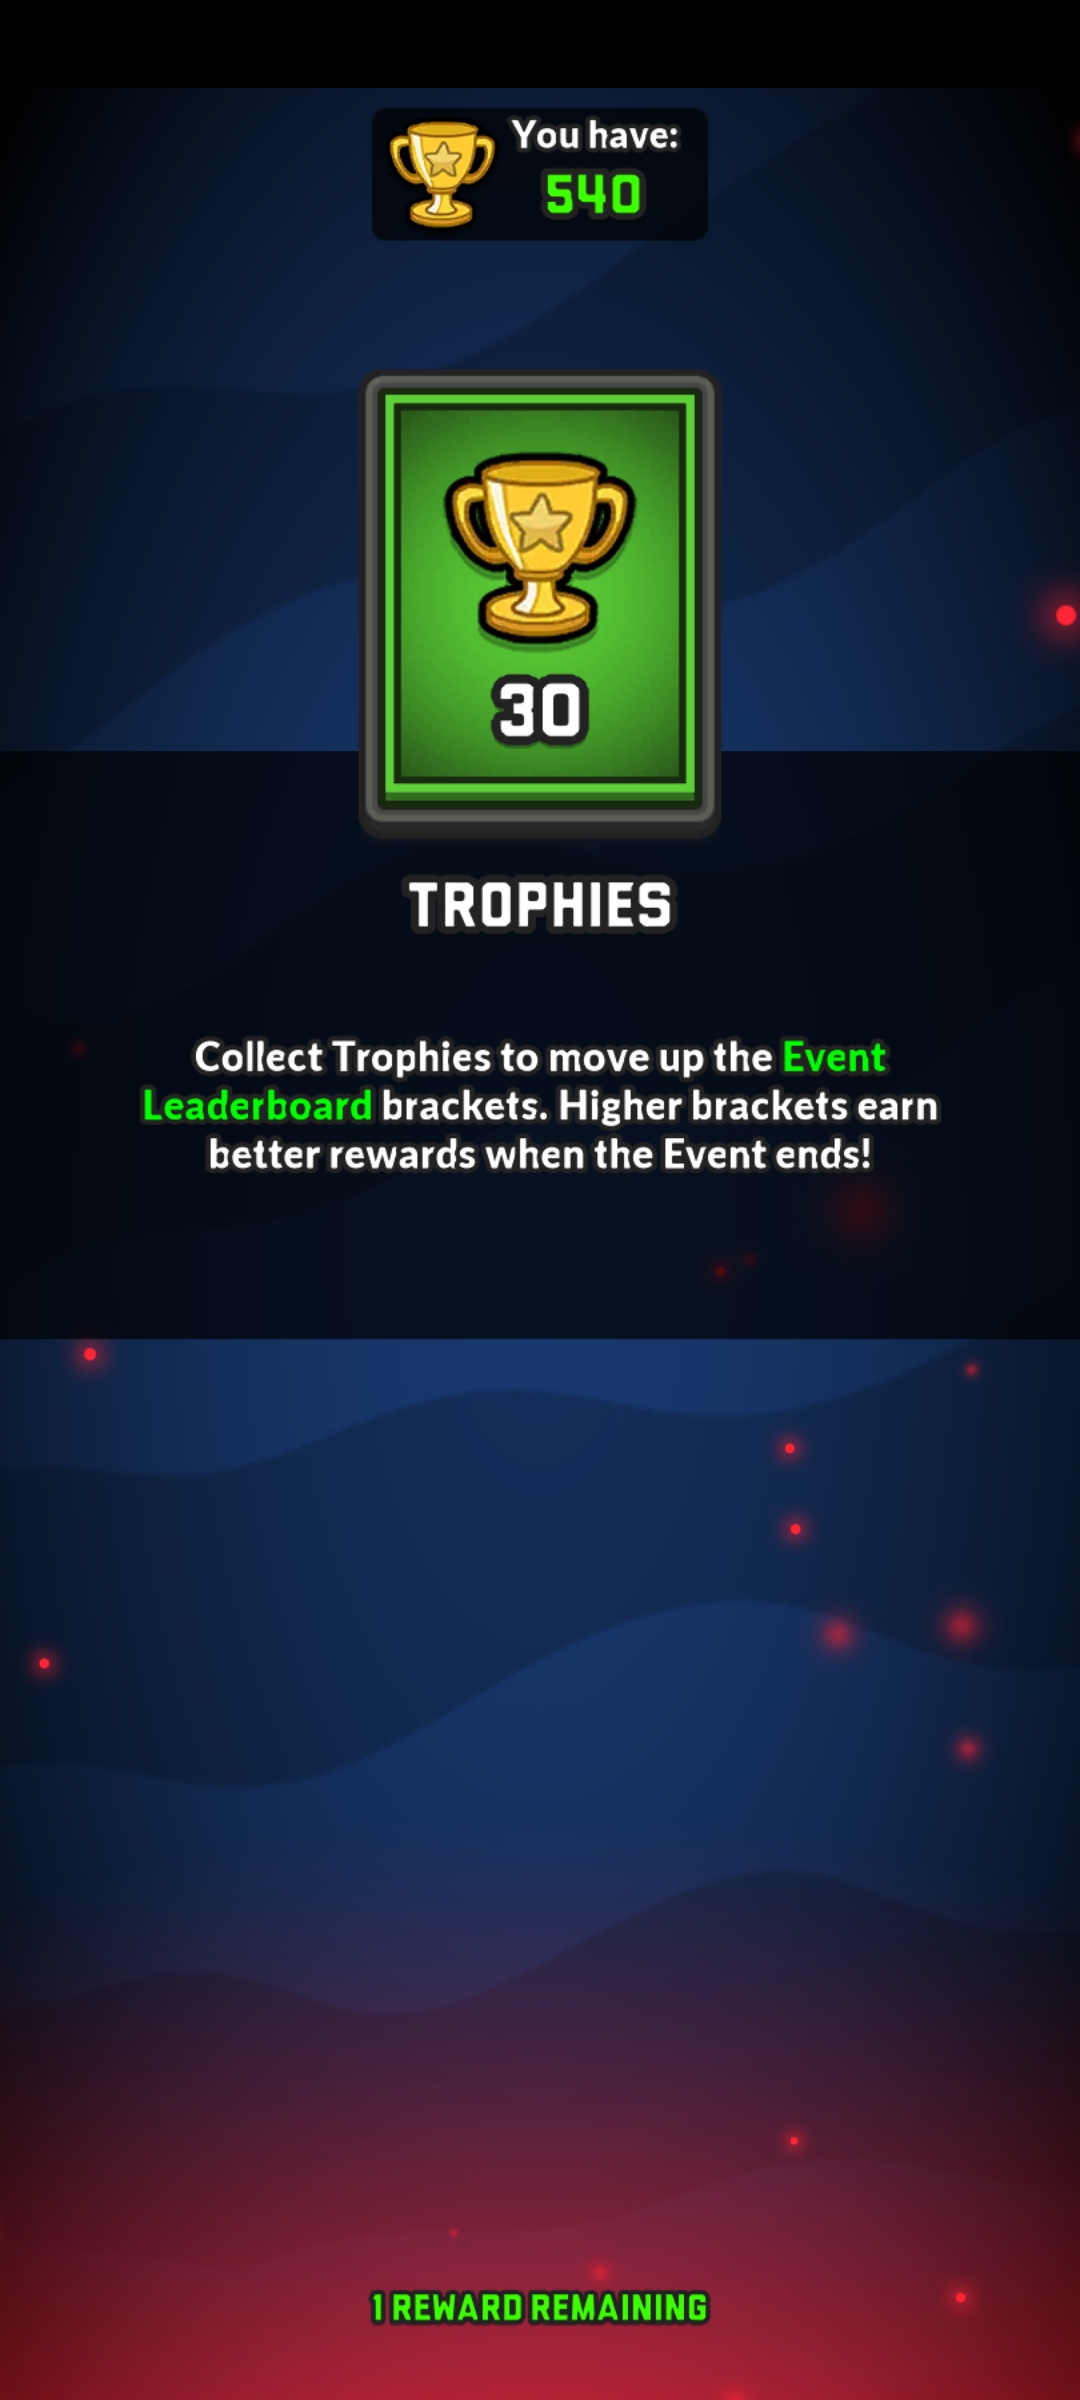 You have:
540
30
TROPHIES
Collect Trophies to move up the Event
Leaderboard brackets. Higher brackets earn
better rewards when the Event ends!
1 REWARD REMAINING